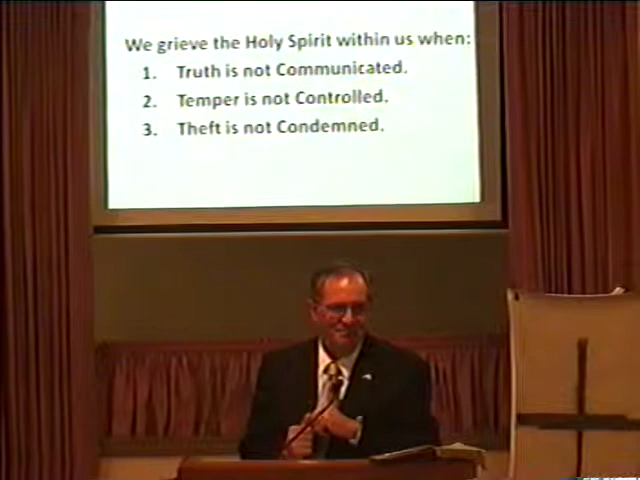 We grieve the Holy Spirit within us when:
1. Truth is not Communicated.
2. Temper is not Controlled.
3. Theft is not Condemned.